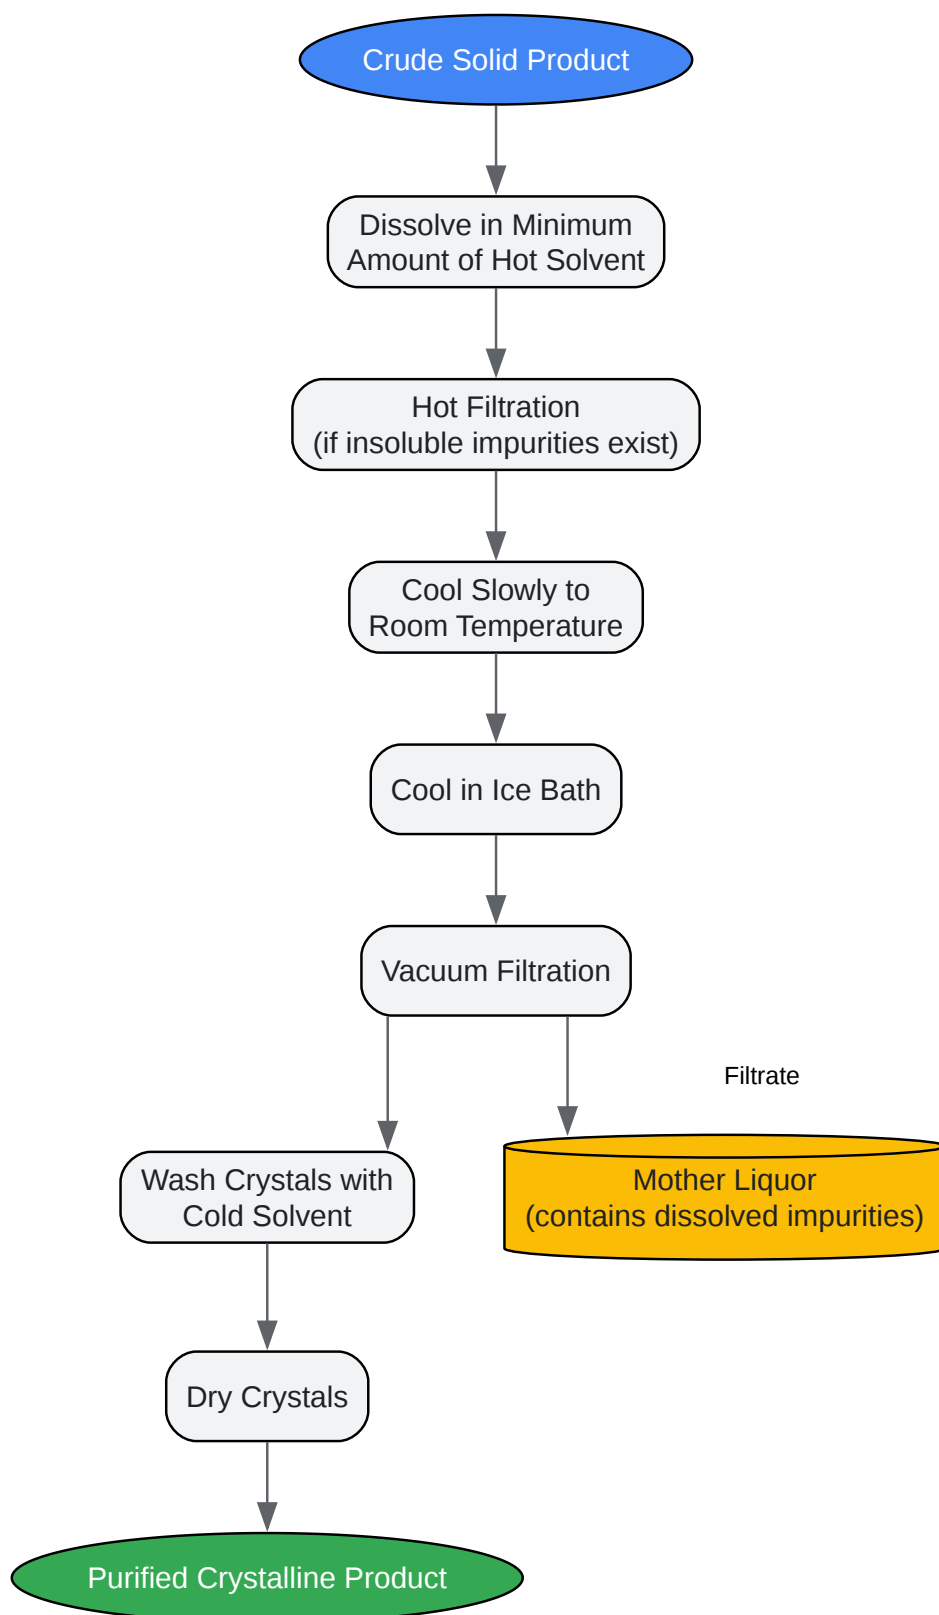 Crude Solid Product
Dissolve in Minimum
Amount of Hot Solvent
Hot Filtration
(if insoluble impurities exist)
Cool Slowly to
Room Temperature
Cool in Ice Bath
Vacuum Filtration
Filtrate
Wash Crystals with
Cold Solvent
Mother Liquor
(contains dissolved impurities)
Dry Crystals
Purified Crystalline Product